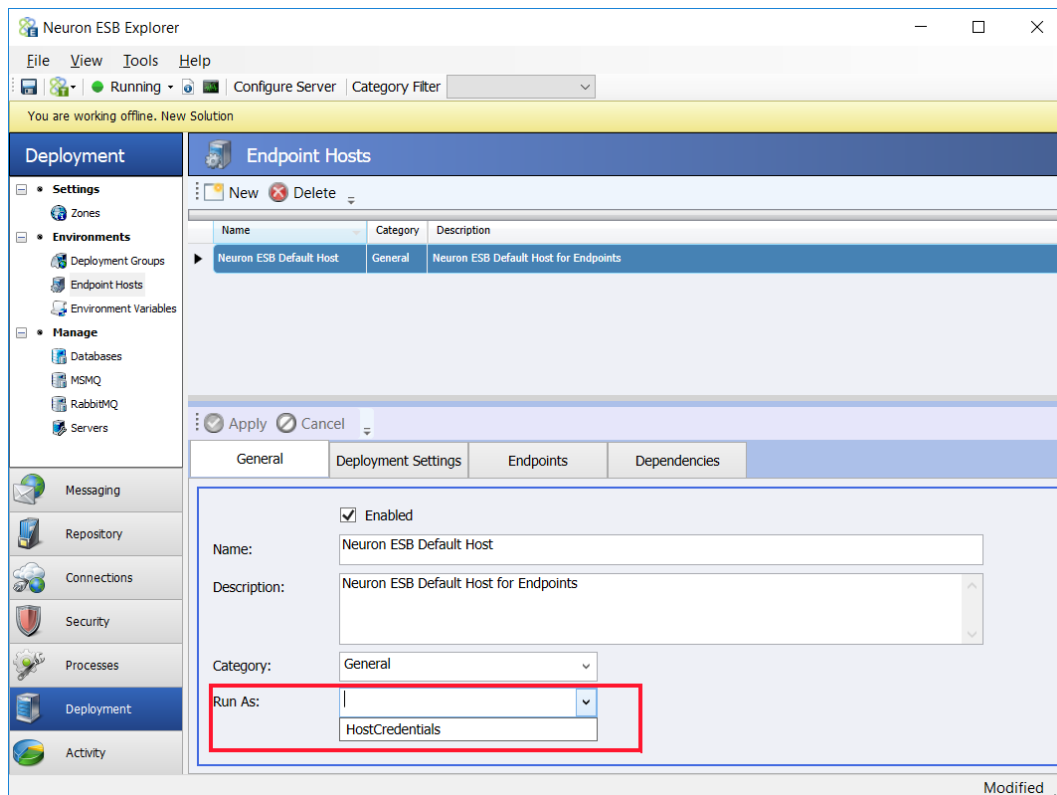 Neuron ESB Explorer
File View Tools Help
Running Configure Server Category Filter
You are working offline. New Solution
Deployment
Endpoint Hosts
Settings
Zones
Environments
Deployment Groups
Endpoint Hosts
Environment Variables
Manage
Databases
MSMQ
RabbitMQ
Servers
New Delete
Name Category Description
Neuron ESB Default Host General Neuron ESB Default Host for Endpoints
Apply Cancel
General Deployment Settings Endpoints Dependencies
Messaging
Repository
Connections
Security
Processes
Deployment
Activity
Enabled
Name: Neuron ESB Default Host
Description: Neuron ESB Default Host for Endpoints
Category: General
Run As:
HostCredentials
Modified